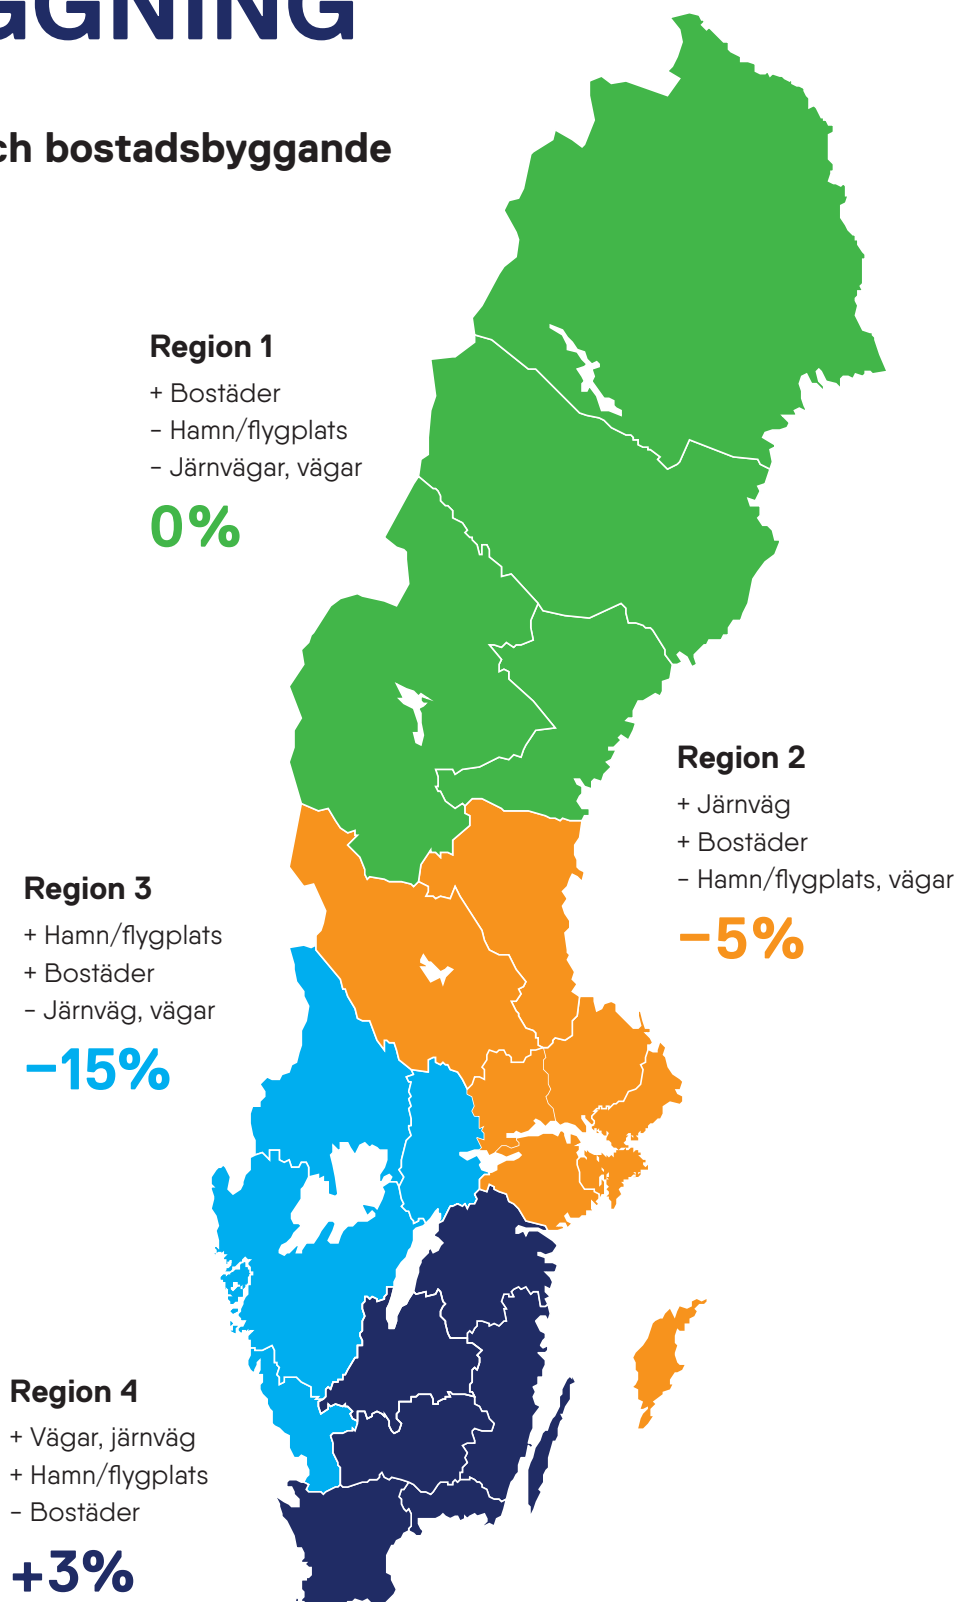 GGNING
ch bostadsbyggande
Region 1
+ Bostäder
– Hamn/flygplats
– Järnvägar, vägar
0%
Region 2
+ Järnväg
+ Bostäder
– Hamn/flygplats, vägar
–5%
Region 3
+ Hamn/flygplats
+ Bostäder
– Järnväg, vägar
–15%
Region 4
+ Vägar, järnväg
+ Hamn/flygplats
– Bostäder
+3%